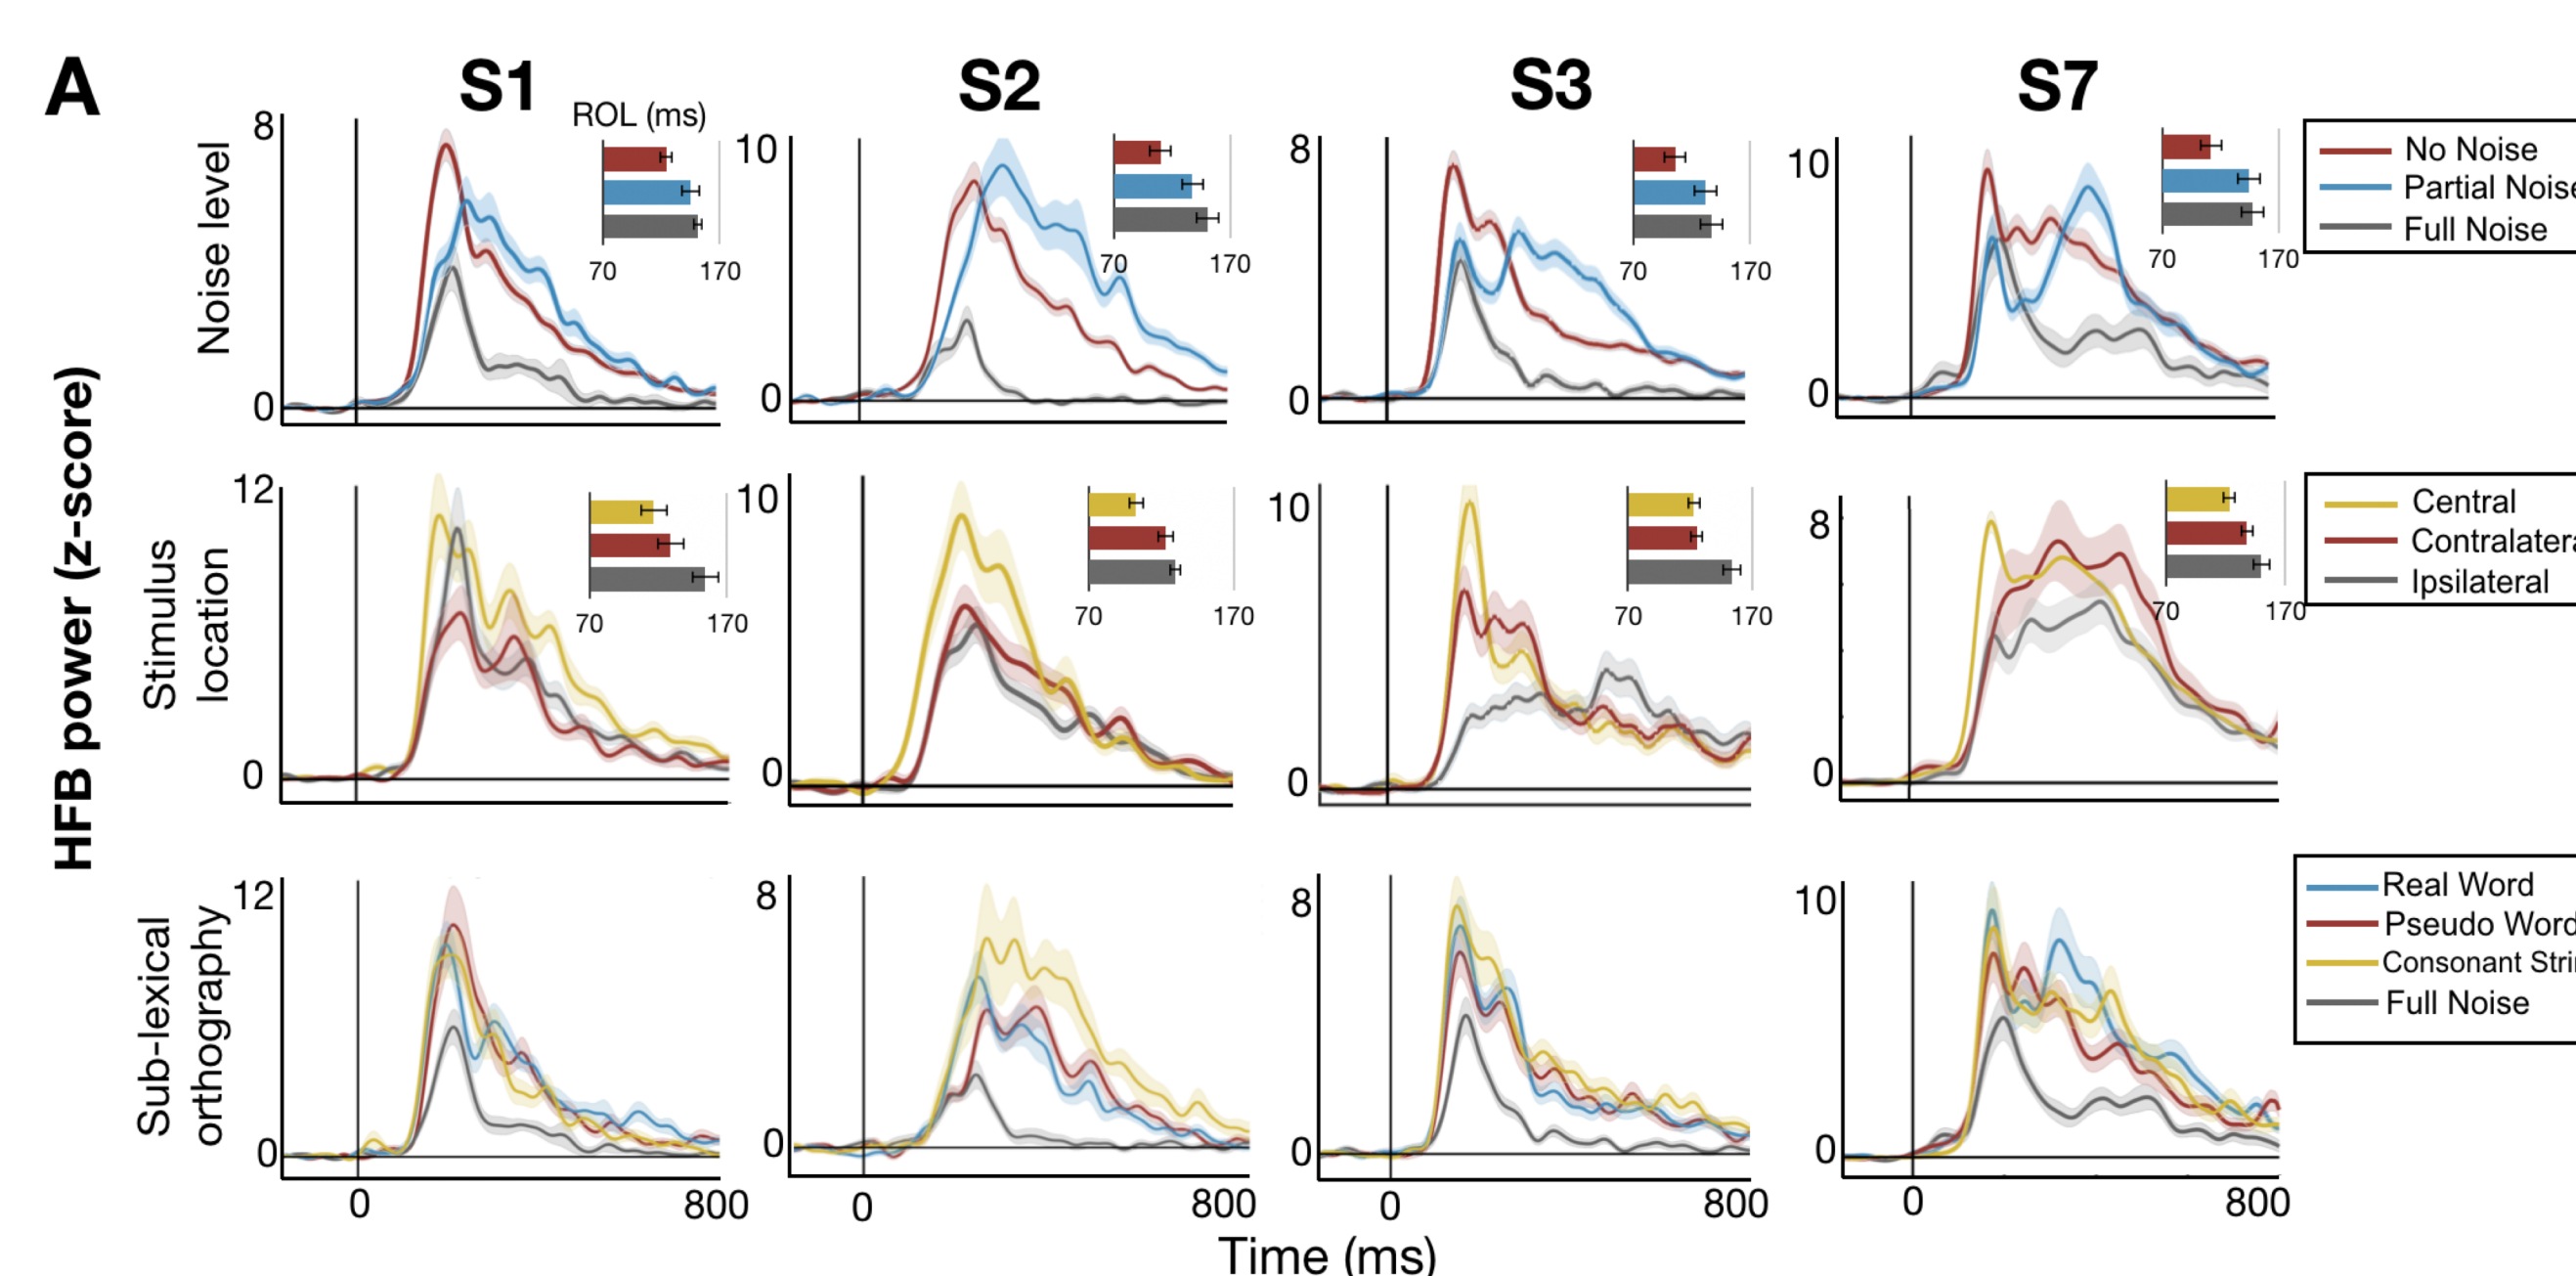 A
S1 S2 S3 S7
ROL (ms)
Noise level
8 0
70 170
10 0
70 170
8 0
70 170
10 0
70 170
No Noise
Partial Noise
Full Noise
HFB power (z-score)
Stimulus
location
12 0
70 170
10 0
70 170
10 0
70 170
8 0
70 170
Central
Contralatera
Ipsilateral
Sub-lexical
orthography
12 0
8 0
8 0
10 0
Real Word
Pseudo Word
Consonant Stri
Full Noise
0 800 0 800 0 800 0 800
Time (ms)